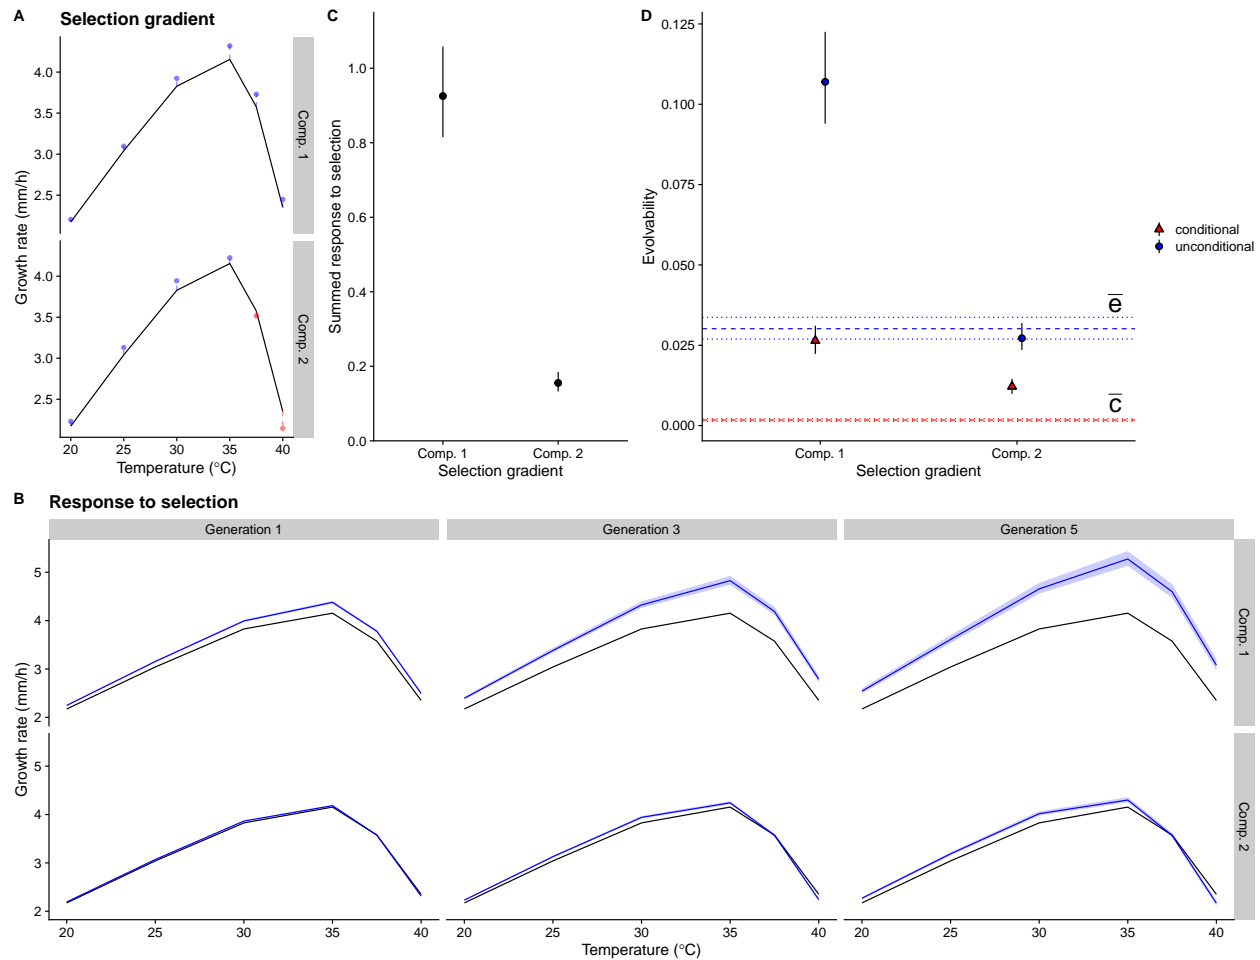 A
Selection gradient
4.0
3.5
3.0
2.5
Comp. 1
4.0
3.5
3.0
2.5
Comp. 2
Growth rate (mm/h)
20
25
30
35
40
Temperature (°C)
C
Summed response to selection
1.0
0.8
0.6
0.4
0.2
0.0
Comp. 1
Comp. 2
Selection gradient
D
Evolvability
0.125
0.100
0.075
0.050
0.025
0.000
e
c
Comp. 1
Comp. 2
Selection gradient
conditional
unconditional
B
Response to selection
Generation 1
Generation 3
Generation 5
5
4
3
2
Comp. 1
5
4
3
2
Comp. 2
Growth rate (mm/h)
20
25
30
35
40
20
25
30
35
40
20
25
30
35
40
Temperature (°C)